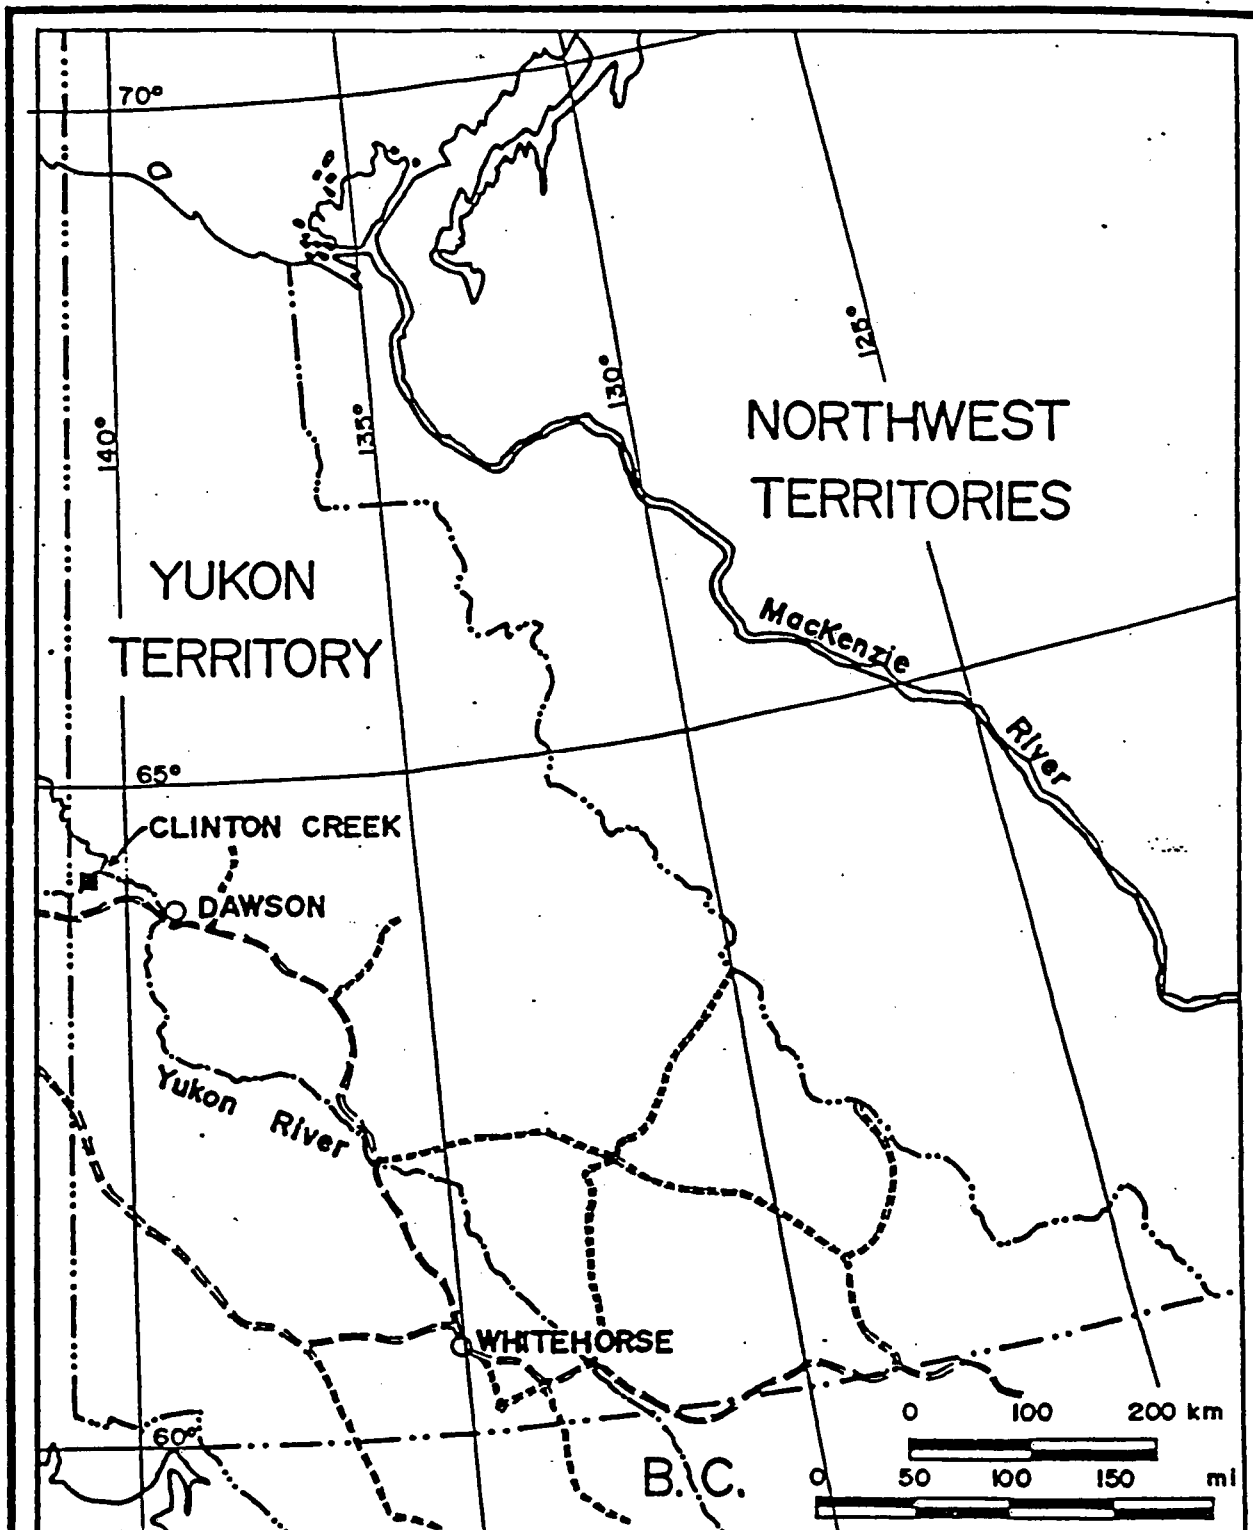 70°
125°
130°
135°
140°
NORTHWEST
TERRITORIES
YUKON
TERRITORY
MacKenzie
River
65°
CLINTON CREEK
DAWSON
Yukon River
WHITEHORSE
60°
B.C.
0 100 200 km
0 50 100 150 mi